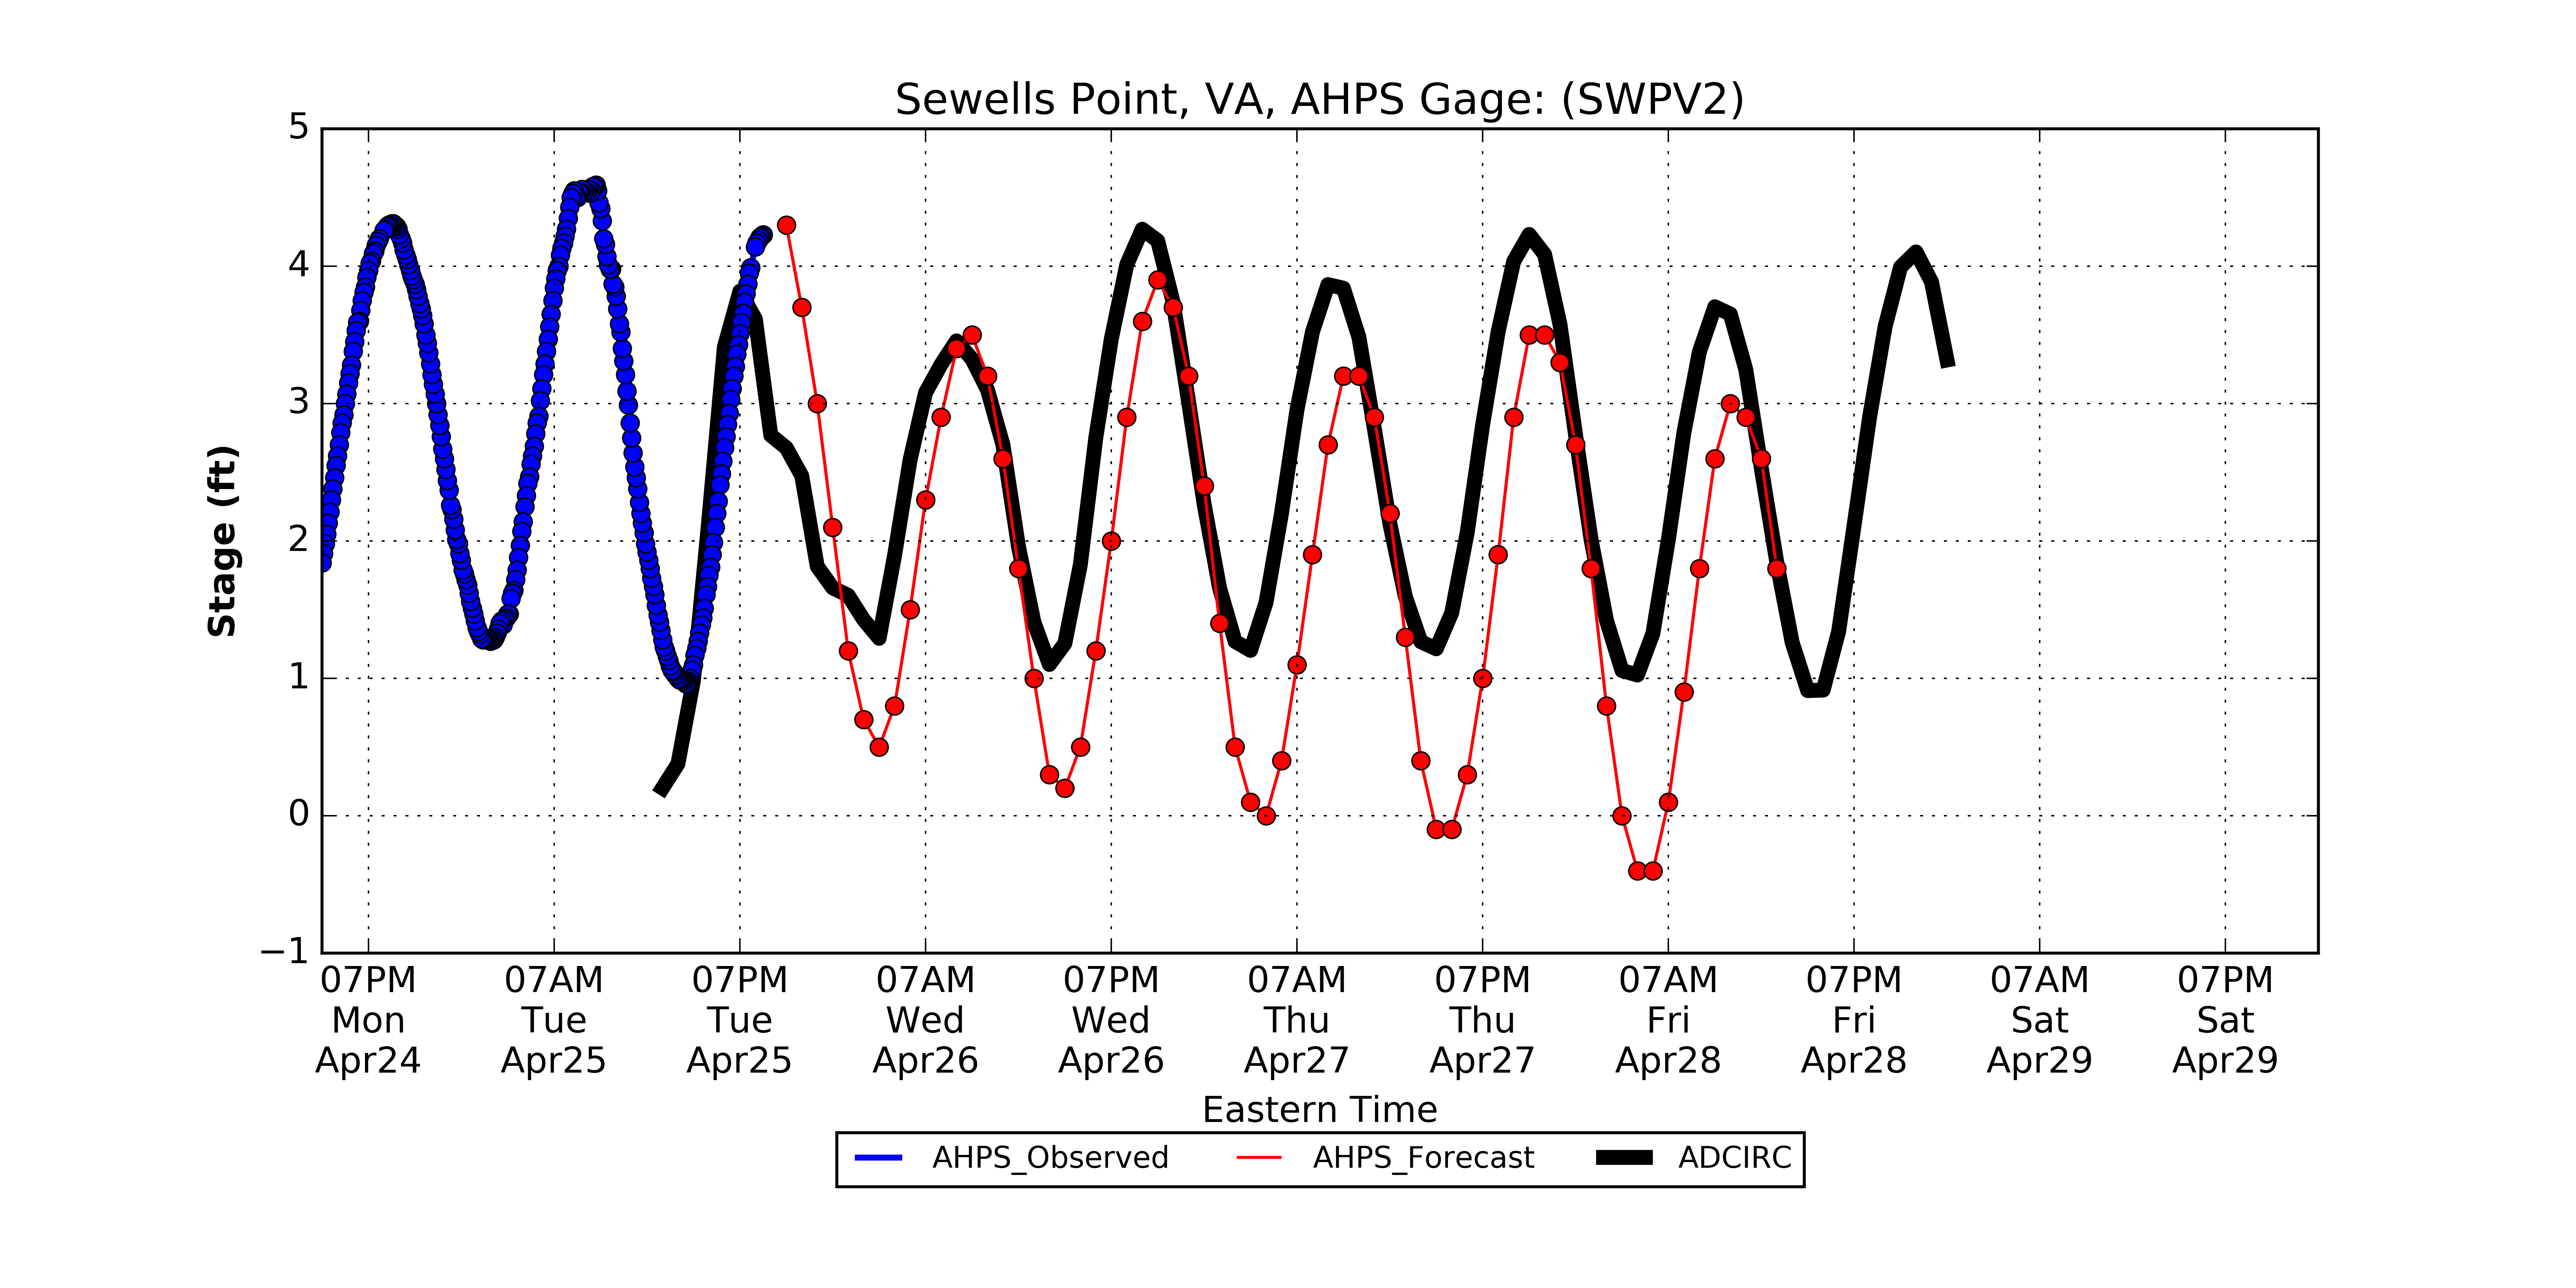 Sewells Point, VA, AHPS Gage: (SWPV2)
5
4
3
2
1
0
−1
Stage (ft)
07PM 07AM 07PM 07AM 07PM 07AM 07PM 07AM 07PM 07AM 07PM
Mon Tue Tue Wed Wed Thu Thu Fri Fri Sat Sat
Apr24 Apr25 Apr25 Apr26 Apr26 Apr27 Apr27 Apr28 Apr28 Apr29 Apr29
Eastern Time
AHPS_Observed AHPS_Forecast ADCIRC